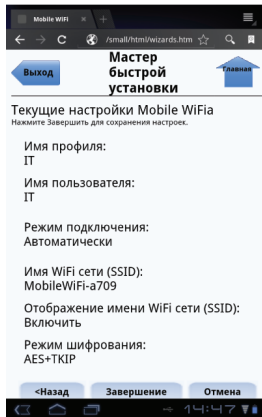 Mobile WiFi
/small/html/wizards.htm
Выход
Мастер
быстрой
установки
Главная
Текущие настройки Mobile WiFiа
Нажмите Завершить для сохранения настроек.
Имя профиля:
IT
Имя пользователя:
IT
Режим подключения:
Автоматически
Имя WiFi сети (SSID):
MobileWiFi-a709
Отображение имени WiFi сети (SSID):
Включить
Режим шифрования:
AES+TKIP
<Назад
Завершение
Отмена
14:47